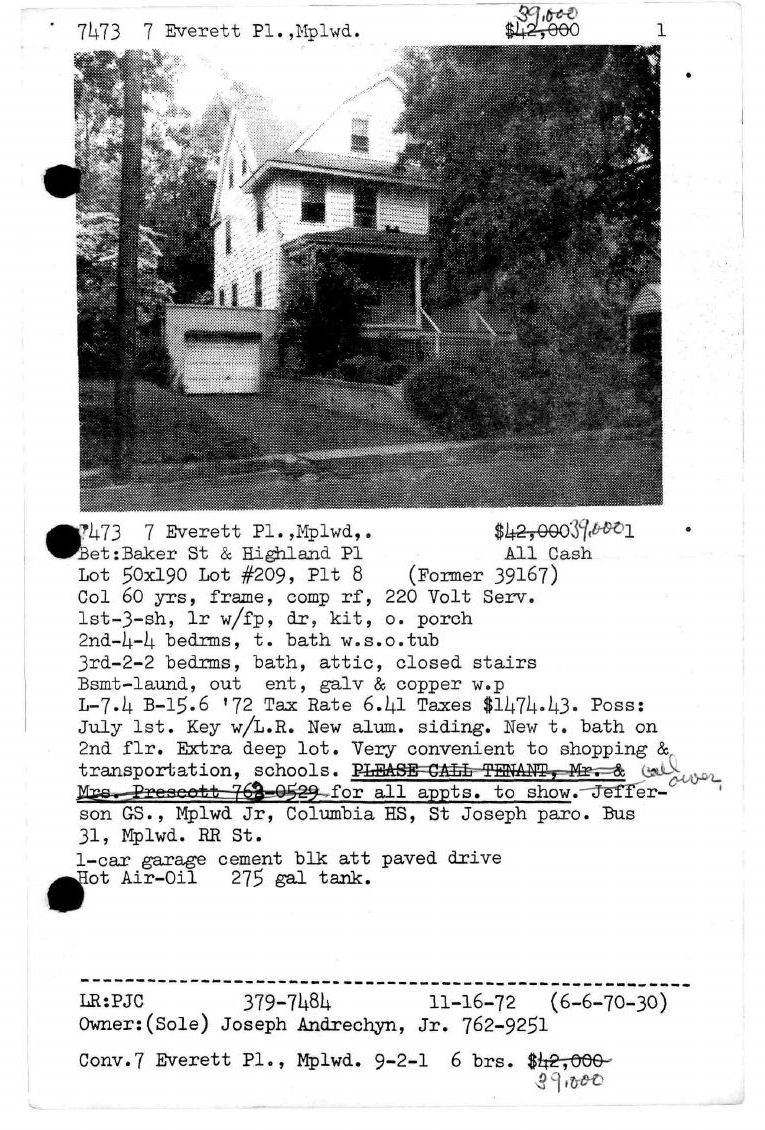 39,000
7473 7 Everett Pl.,Mplwd. $42,000 1
7473 7 Everett Pl.,Mplwd,. $42,000 39,000 1
Bet:Baker St & Highland Pl All Cash
Lot 50x190 Lot #209, Plt 8 (Former 39167)
Col 60 yrs, frame, comp rf, 220 Volt Serv.
1st-3-sh, lr w/fp, dr, kit, o. porch
2nd-4-4 bedrms, t. bath w.s.o.tub
3rd-2-2 bedrms, bath, attic, closed stairs
Bsmt-laund, out ent, galv & copper w.p
L-7.4 B-15.6 '72 Tax Rate 6.41 Taxes $1474.43. Poss:
July 1st. Key w/L.R. New alum. siding. New t. bath on
2nd flr. Extra deep lot. Very convenient to shopping &
transportation, schools. PLEASE CALL TENANT, Mr. & call
Mrs. Prescott 763-0529 for all appts. to show. Jeffer- owner
son GS., Mplwd Jr, Columbia HS, St Joseph paro. Bus
31, Mplwd. RR St.
1-car garage cement blk att paved drive
Hot Air-Oil 275 gal tank.
LR:PJC 379-7484 11-16-72 (6-6-70-30)
Owner:(Sole) Joseph Andrechyn, Jr. 762-9251
Conv.7 Everett Pl., Mplwd. 9-2-1 6 brs. $42,000
39,000